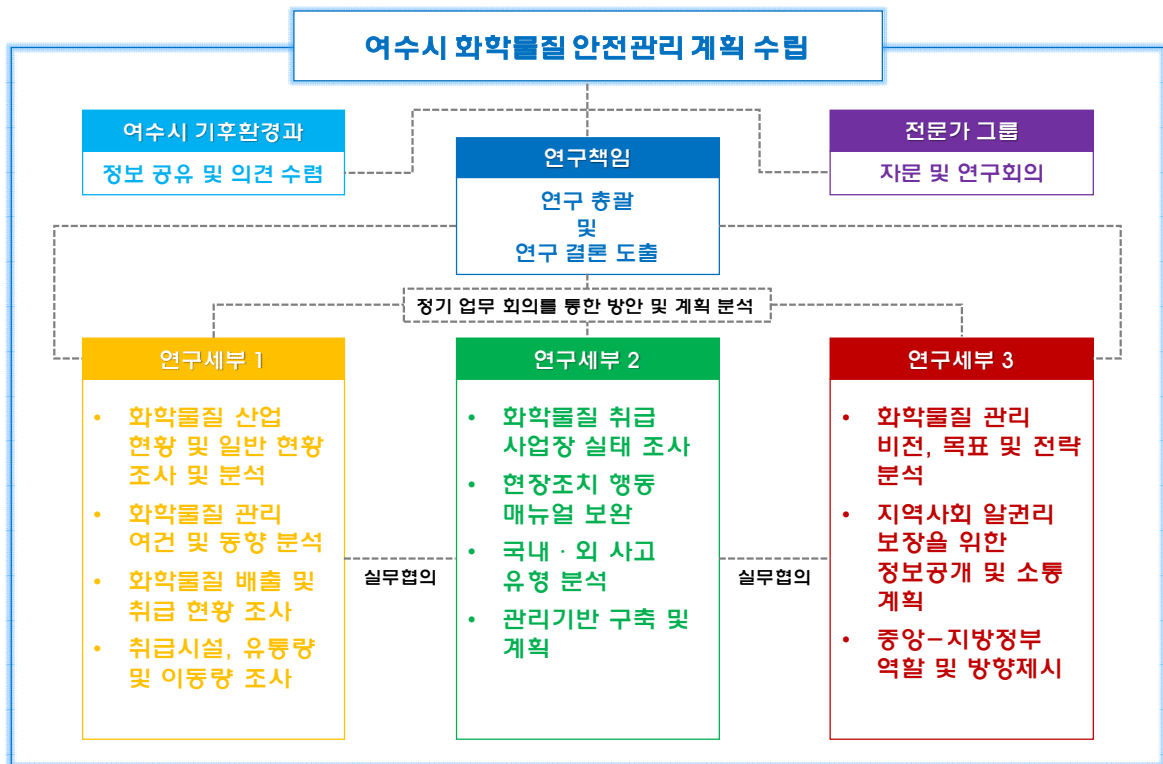 여수시 화학물질 안전관리 계획 수립
여수시 기후환경과
정보 공유 및 의견 수렴
전문가 그룹
자문 및 연구회의
연구책임
연구 총괄
및
연구 결론 도출
정기 업무 회의를 통한 방안 및 계획 분석
연구세부 1
• 화학물질 산업
현황 및 일반 현황
조사 및 분석
• 화학물질 관리
여건 및 동향 분석
• 화학물질 배출 및
취급 현황 조사
• 취급시설, 유통량
및 이동량 조사
실무협의
연구세부 2
• 화학물질 취급
사업장 실태 조사
• 현장조치 행동
매뉴얼 보완
• 국내 · 외 사고
유형 분석
• 관리기반 구축 및
계획
실무협의
연구세부 3
• 화학물질 관리
비전, 목표 및 전략
분석
• 지역사회 알권리
보장을 위한
정보공개 및 소통
계획
• 중앙-지방정부
역할 및 방향제시